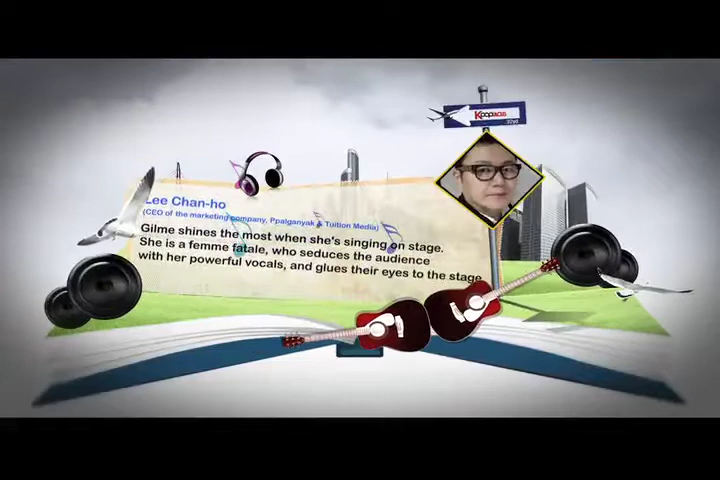 KPOP
Lee Chan-ho
(CEO of the marketing company, Ppalganyak & Tuition Media)
Gilme shines the most when she's singing on stage.
She is a femme fatale, who seduces the audience
with her powerful vocals, and glues their eyes to the stage